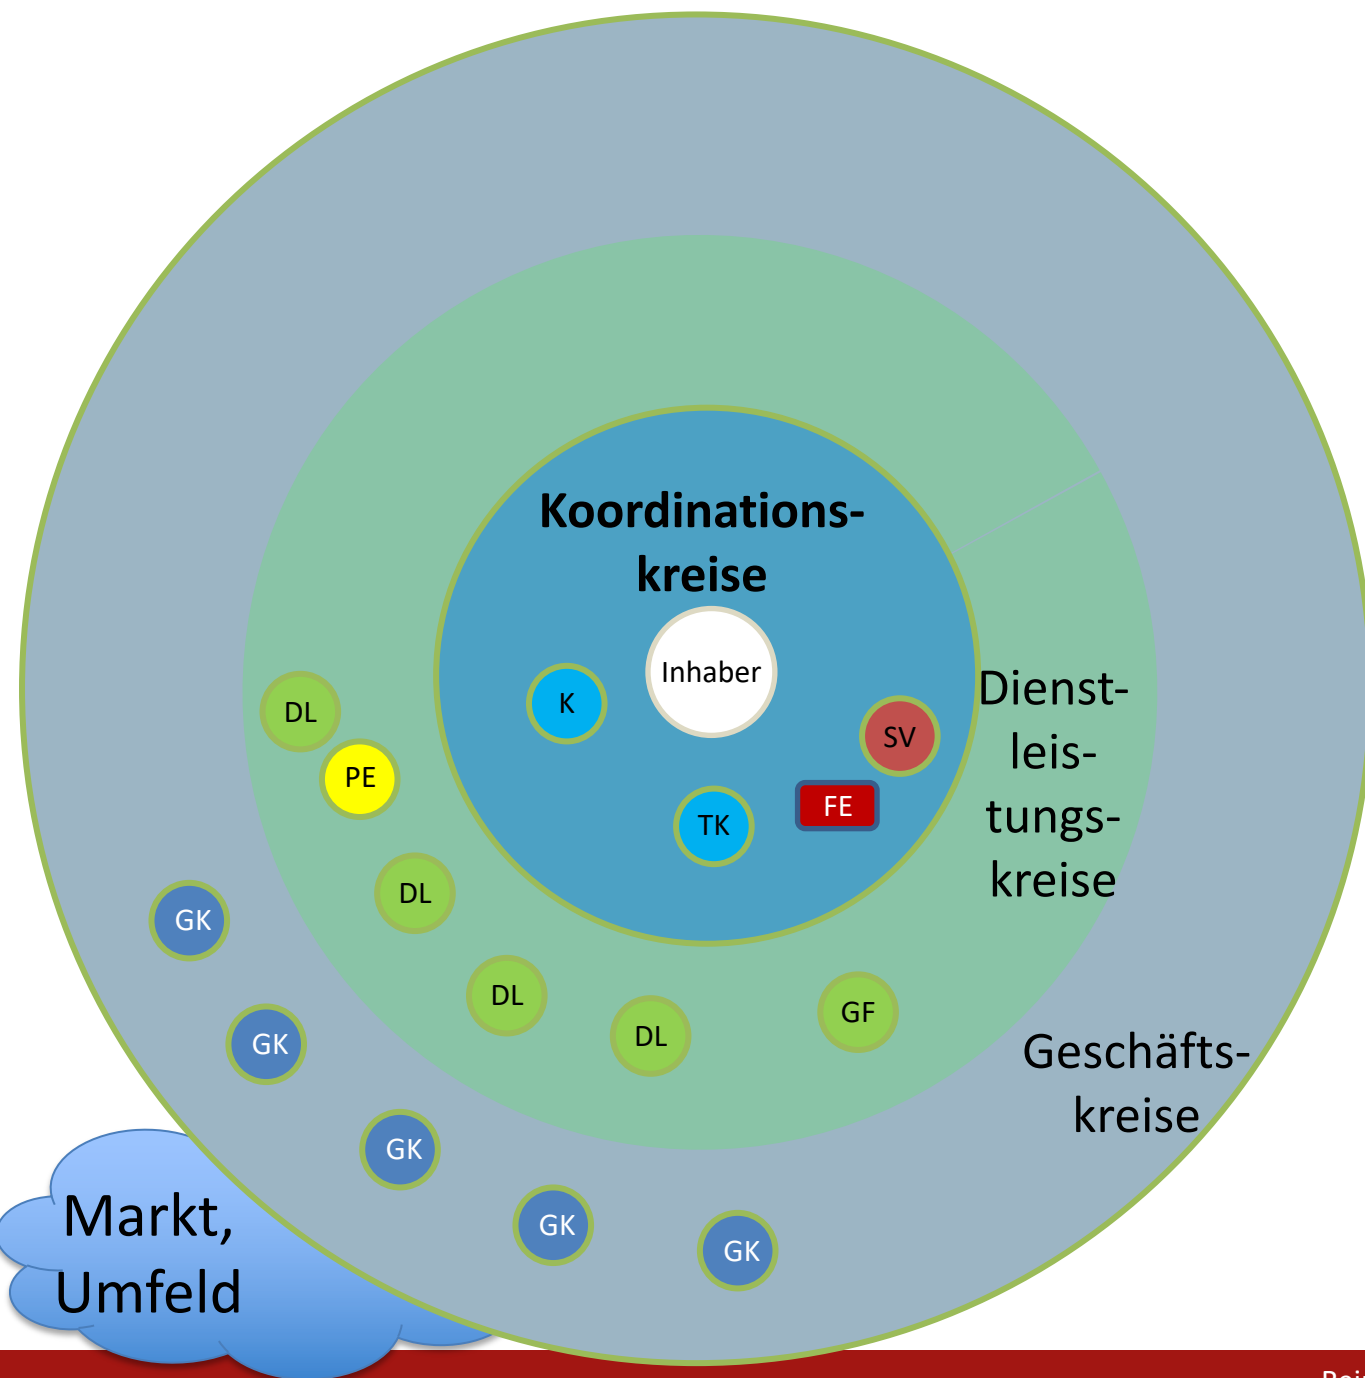 Koordinations-
kreise
Inhaber
K
SV
FE
TK
Dienst-
leis-
tungs-
kreise
DL
PE
DL
DL
DL
GF
GK
GK
GK
GK
GK
Geschäfts-
kreise
Markt,
Umfeld